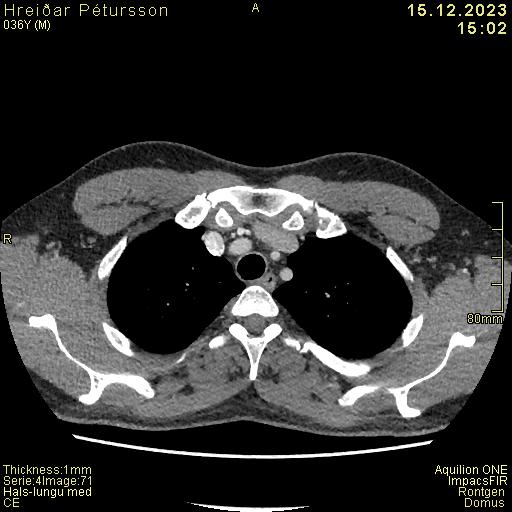 Hreiðar Pétursson
036Y (M)
A
15.12.2023
15:02
R
80mm
Thickness:1mm
Serie:4Image:71
Hals-lungu med
CE
Aquilion ONE
ImpacsFIR
Rontgen
Domus